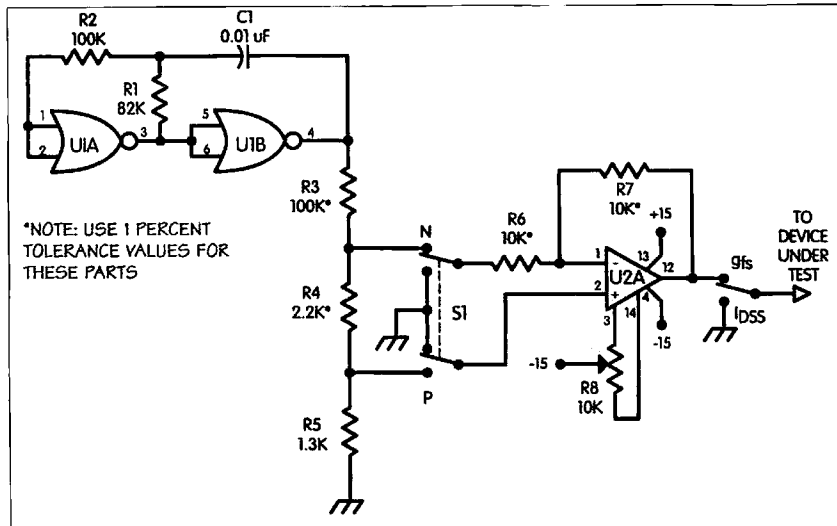 R2
100K
C1
0.01 uF
R1
82K
1
2
U1A
3
5
6
U1B
4
R3
100K*
*NOTE: USE 1 PERCENT
TOLERANCE VALUES FOR
THESE PARTS
N
R6
10K*
R7
10K*
+15
TO
DEVICE
UNDER
TEST
1
13
12
gfs
U2A
2
R4
2.2K*
S1
3
14
4
IDSS
-15
-15
R8
10K
P
R5
1.3K